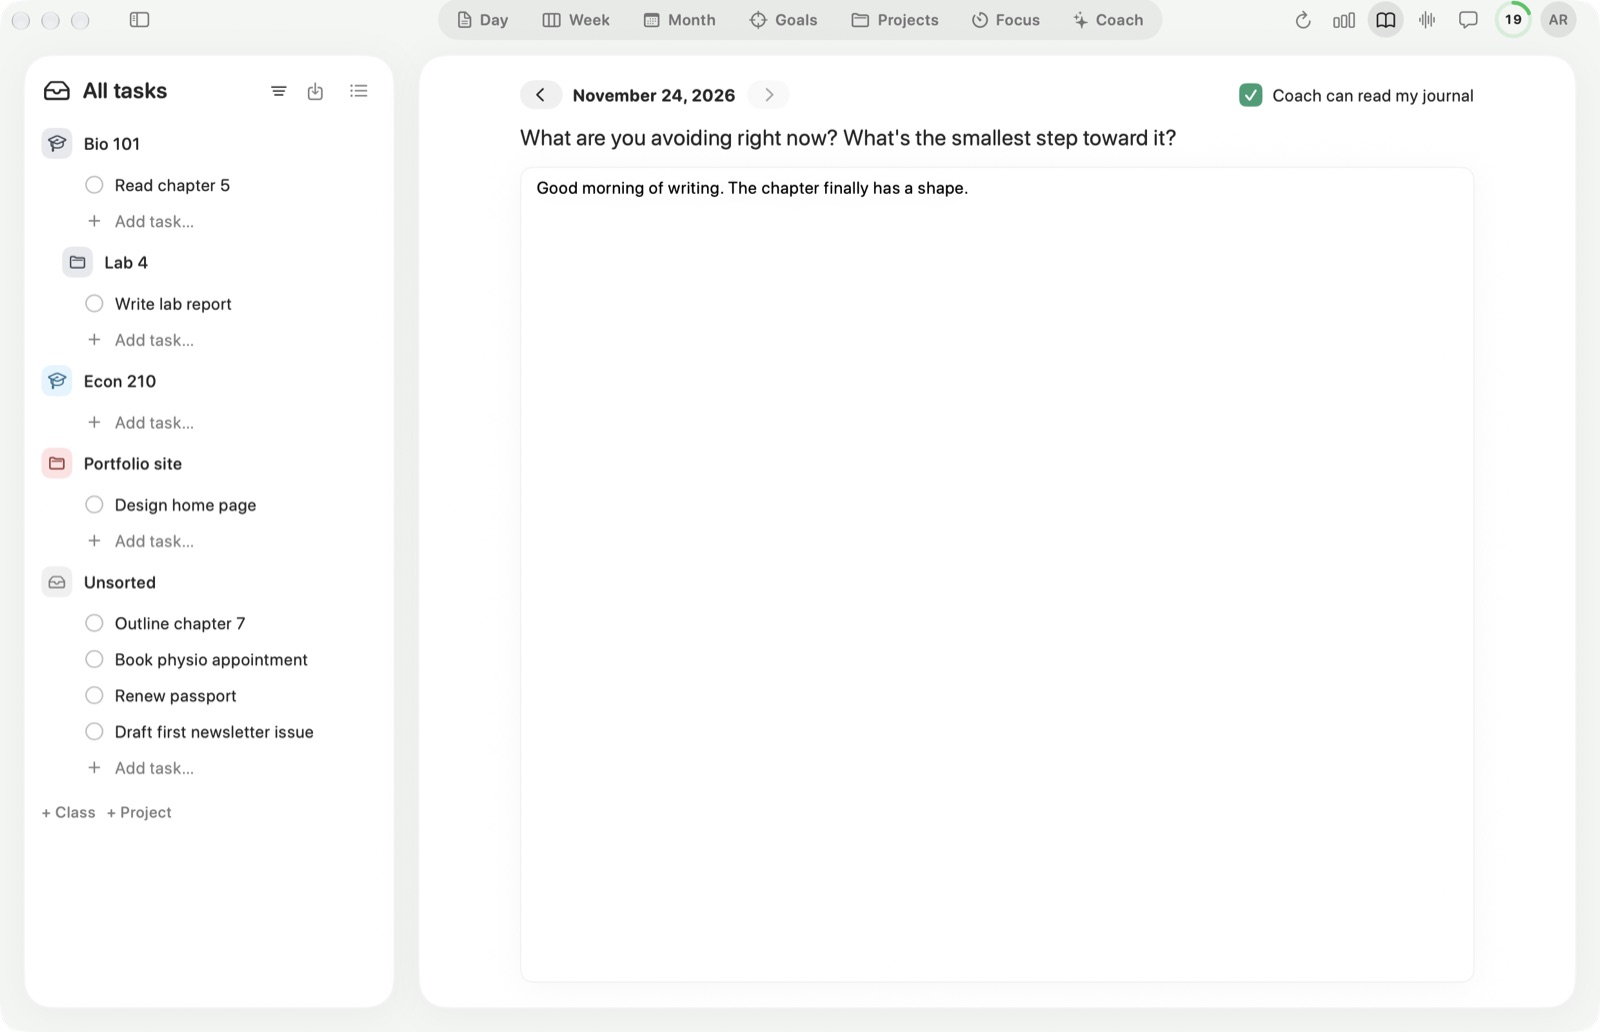 Day Week Month Goals Projects Focus Coach 19 AR
All tasks
Bio 101
Read chapter 5
+ Add task...
Lab 4
Write lab report
+ Add task...
Econ 210
+ Add task...
Portfolio site
Design home page
+ Add task...
Unsorted
Outline chapter 7
Book physio appointment
Renew passport
Draft first newsletter issue
+ Add task...
+ Class + Project
November 24, 2026
Coach can read my journal
What are you avoiding right now? What's the smallest step toward it?
Good morning of writing. The chapter finally has a shape.